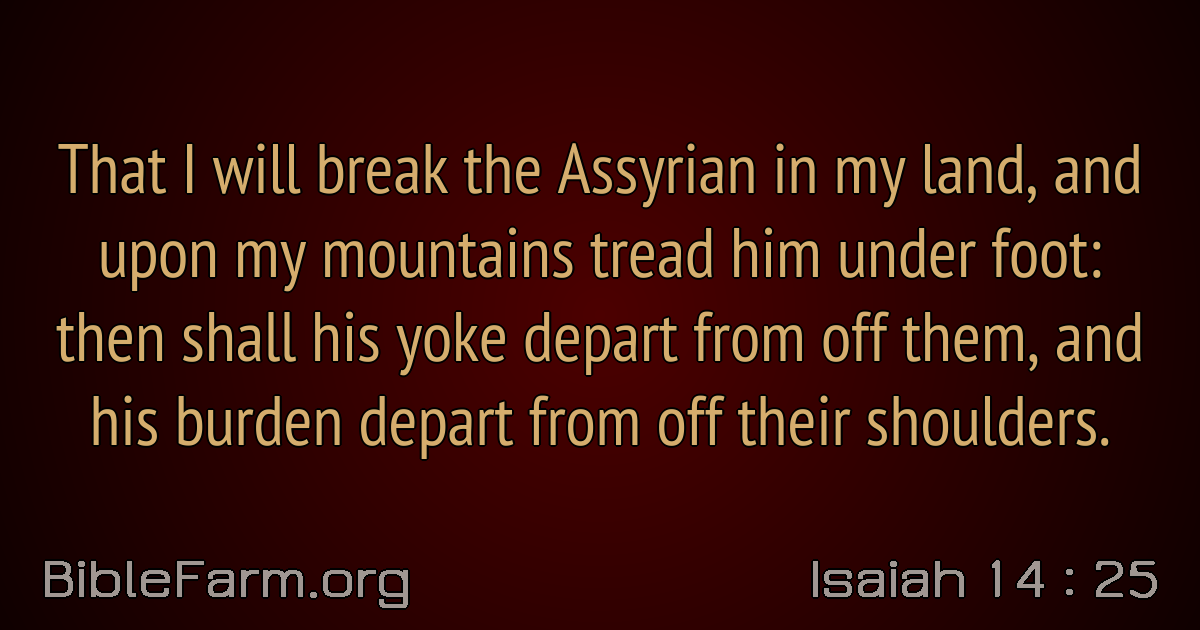 That I will break the Assyrian in my land, and
upon my mountains tread him under foot:
then shall his yoke depart from off them, and
his burden depart from off their shoulders.
BibleFarm.org
Isaiah 14 : 25